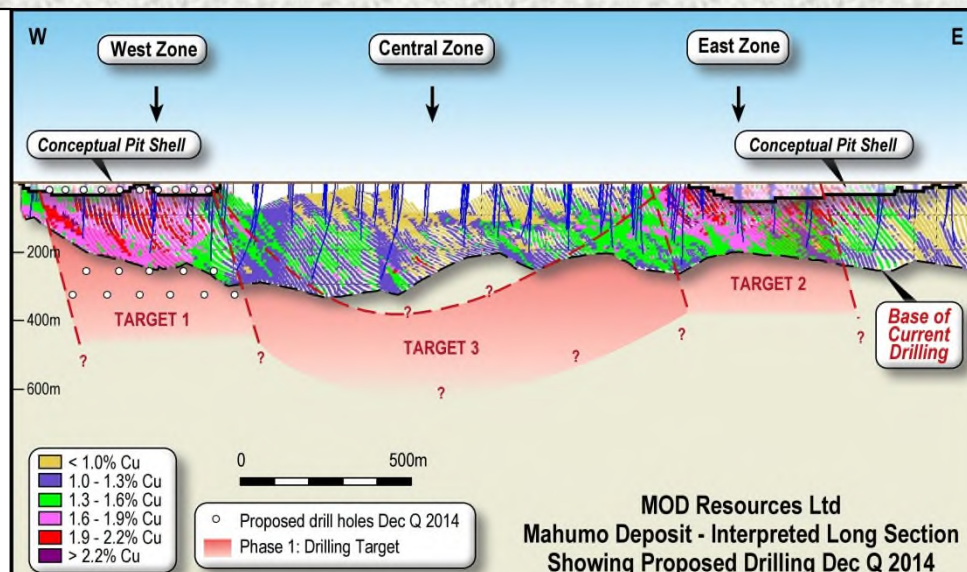 W
E
West Zone
Central Zone
East Zone
Conceptual Pit Shell
Conceptual Pit Shell
200m
400m
600m
TARGET 1
TARGET 2
TARGET 3
?
?
?
?
?
?
?
?
Base of
Current
Drilling
< 1.0% Cu
1.0 - 1.3% Cu
1.3 - 1.6% Cu
1.6 - 1.9% Cu
1.9 - 2.2% Cu
> 2.2% Cu
0
500m
Proposed drill holes Dec Q 2014
Phase 1: Drilling Target
MOD Resources Ltd
Mahumo Deposit - Interpreted Long Section
Showing Proposed Drilling Dec Q 2014